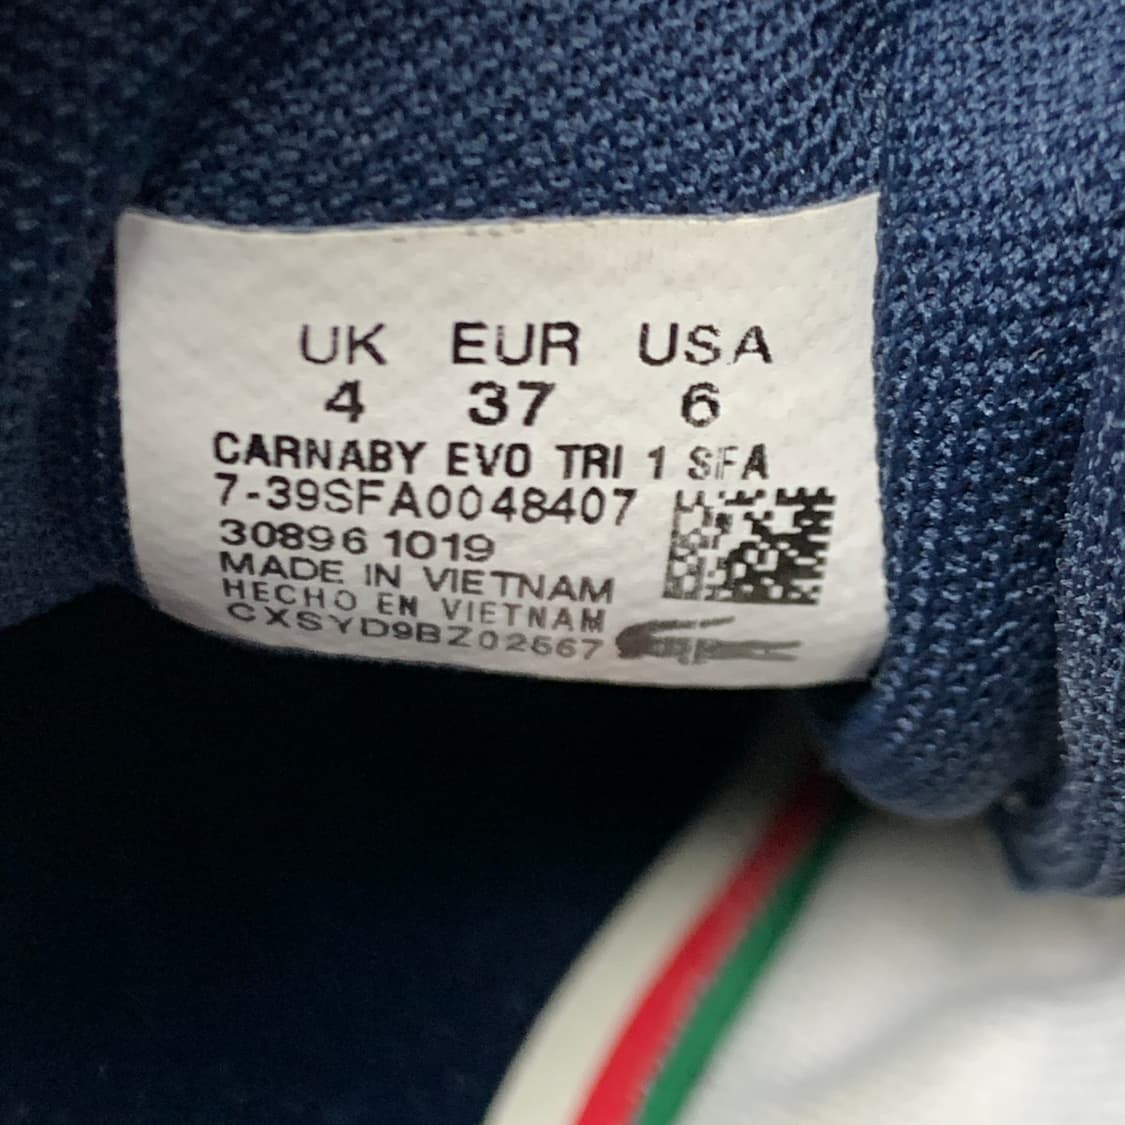 UK EUR USA
4 37 6
CARNABY EVO TRI 1 SFA
7-39SFA0048407
30896 1019
MADE IN VIETNAM
HECHO EN VIETNAM
CXSYD9BZ02567